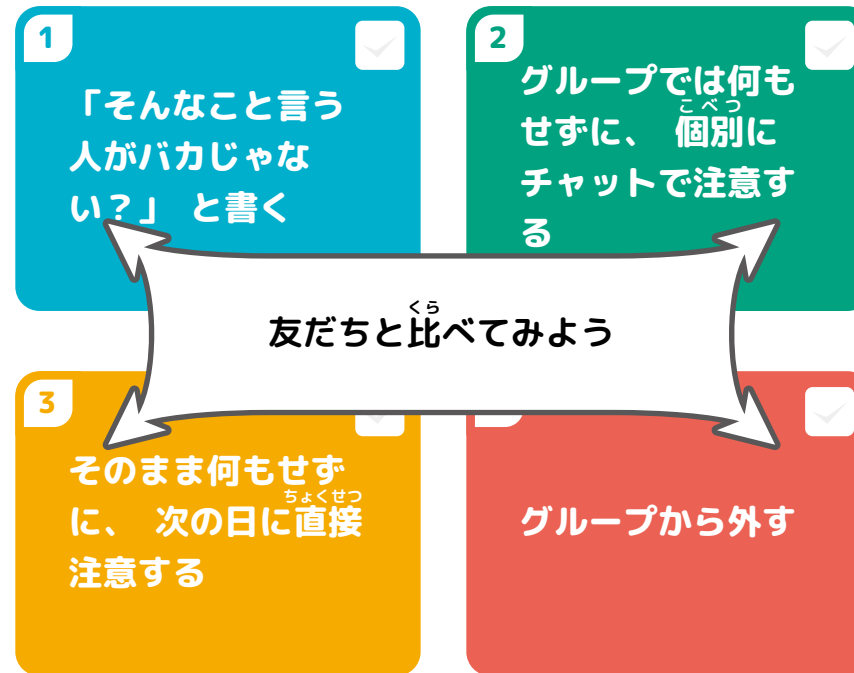 1
「そんなこと言う
人がバカじゃな
い？」 と書く
2
グループでは何も
こべつ
せずに、 個別に
チャットで注意す
る
くら
友だちと比べてみよう
3
そのまま何もせず
ちょくせつ
に、 次の日に直接
注意する
グループから外す